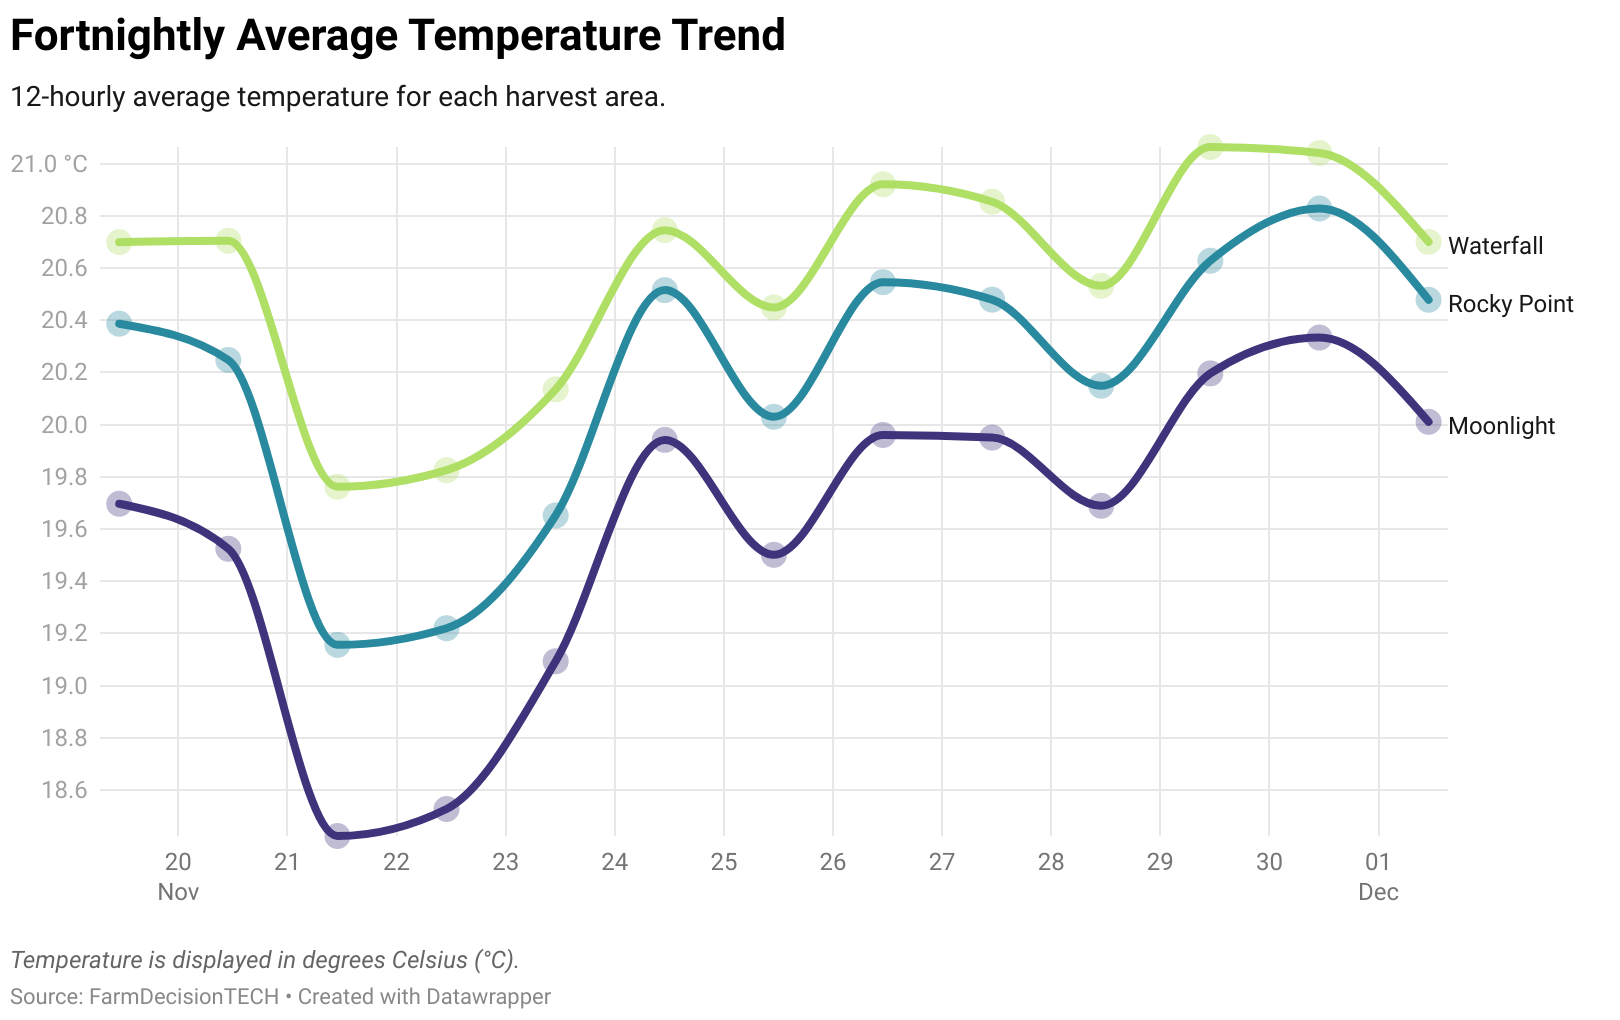 Fortnightly Average Temperature Trend
12-hourly average temperature for each harvest area.
21.0 °C
20.8
20.6
20.4
20.2
20.0
19.8
19.6
19.4
19.2
19.0
18.8
18.6
Waterfall
Rocky Point
Moonlight
20 21 22 23 24 25 26 27 28 29 30 01
Nov Dec
Temperature is displayed in degrees Celsius (°C).
Source: FarmDecisionTECH • Created with Datawrapper